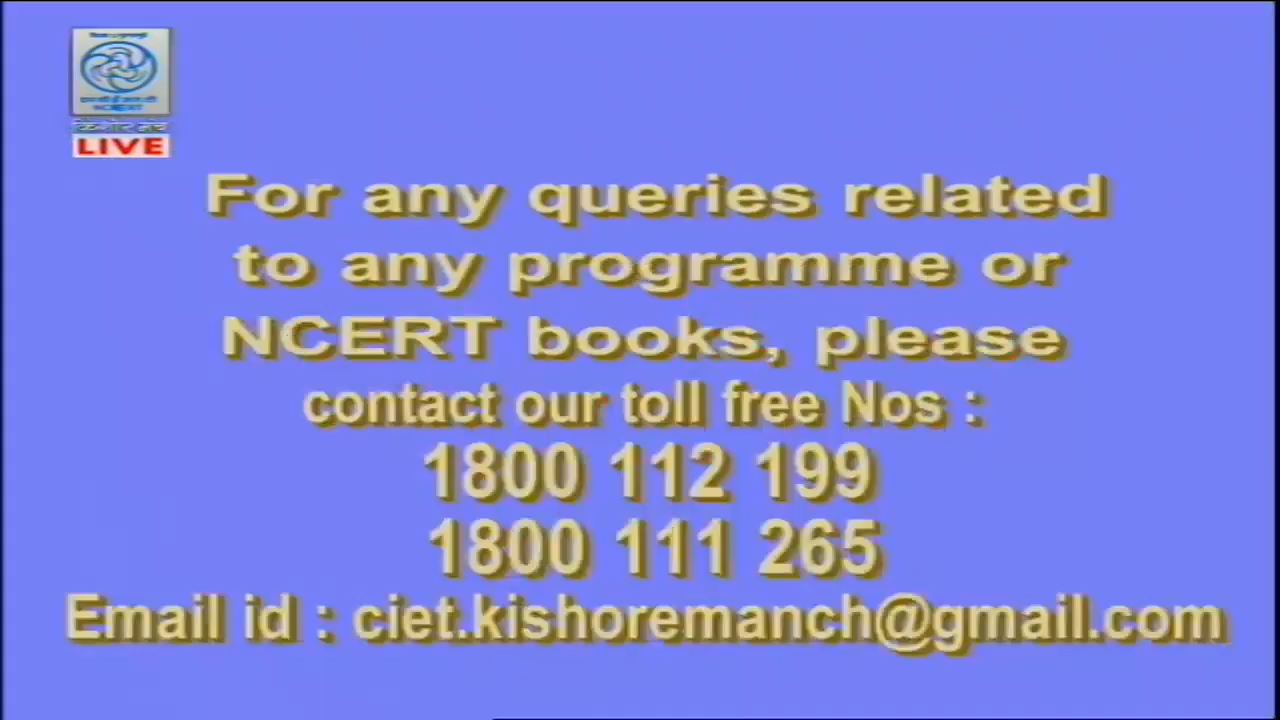 NCERT
LIVE
For any queries related
to any programme or
NCERT books, please
contact our toll free Nos :
1800 112 199
1800 111 265
Email id : ciet.kishoremanch@gmail.com